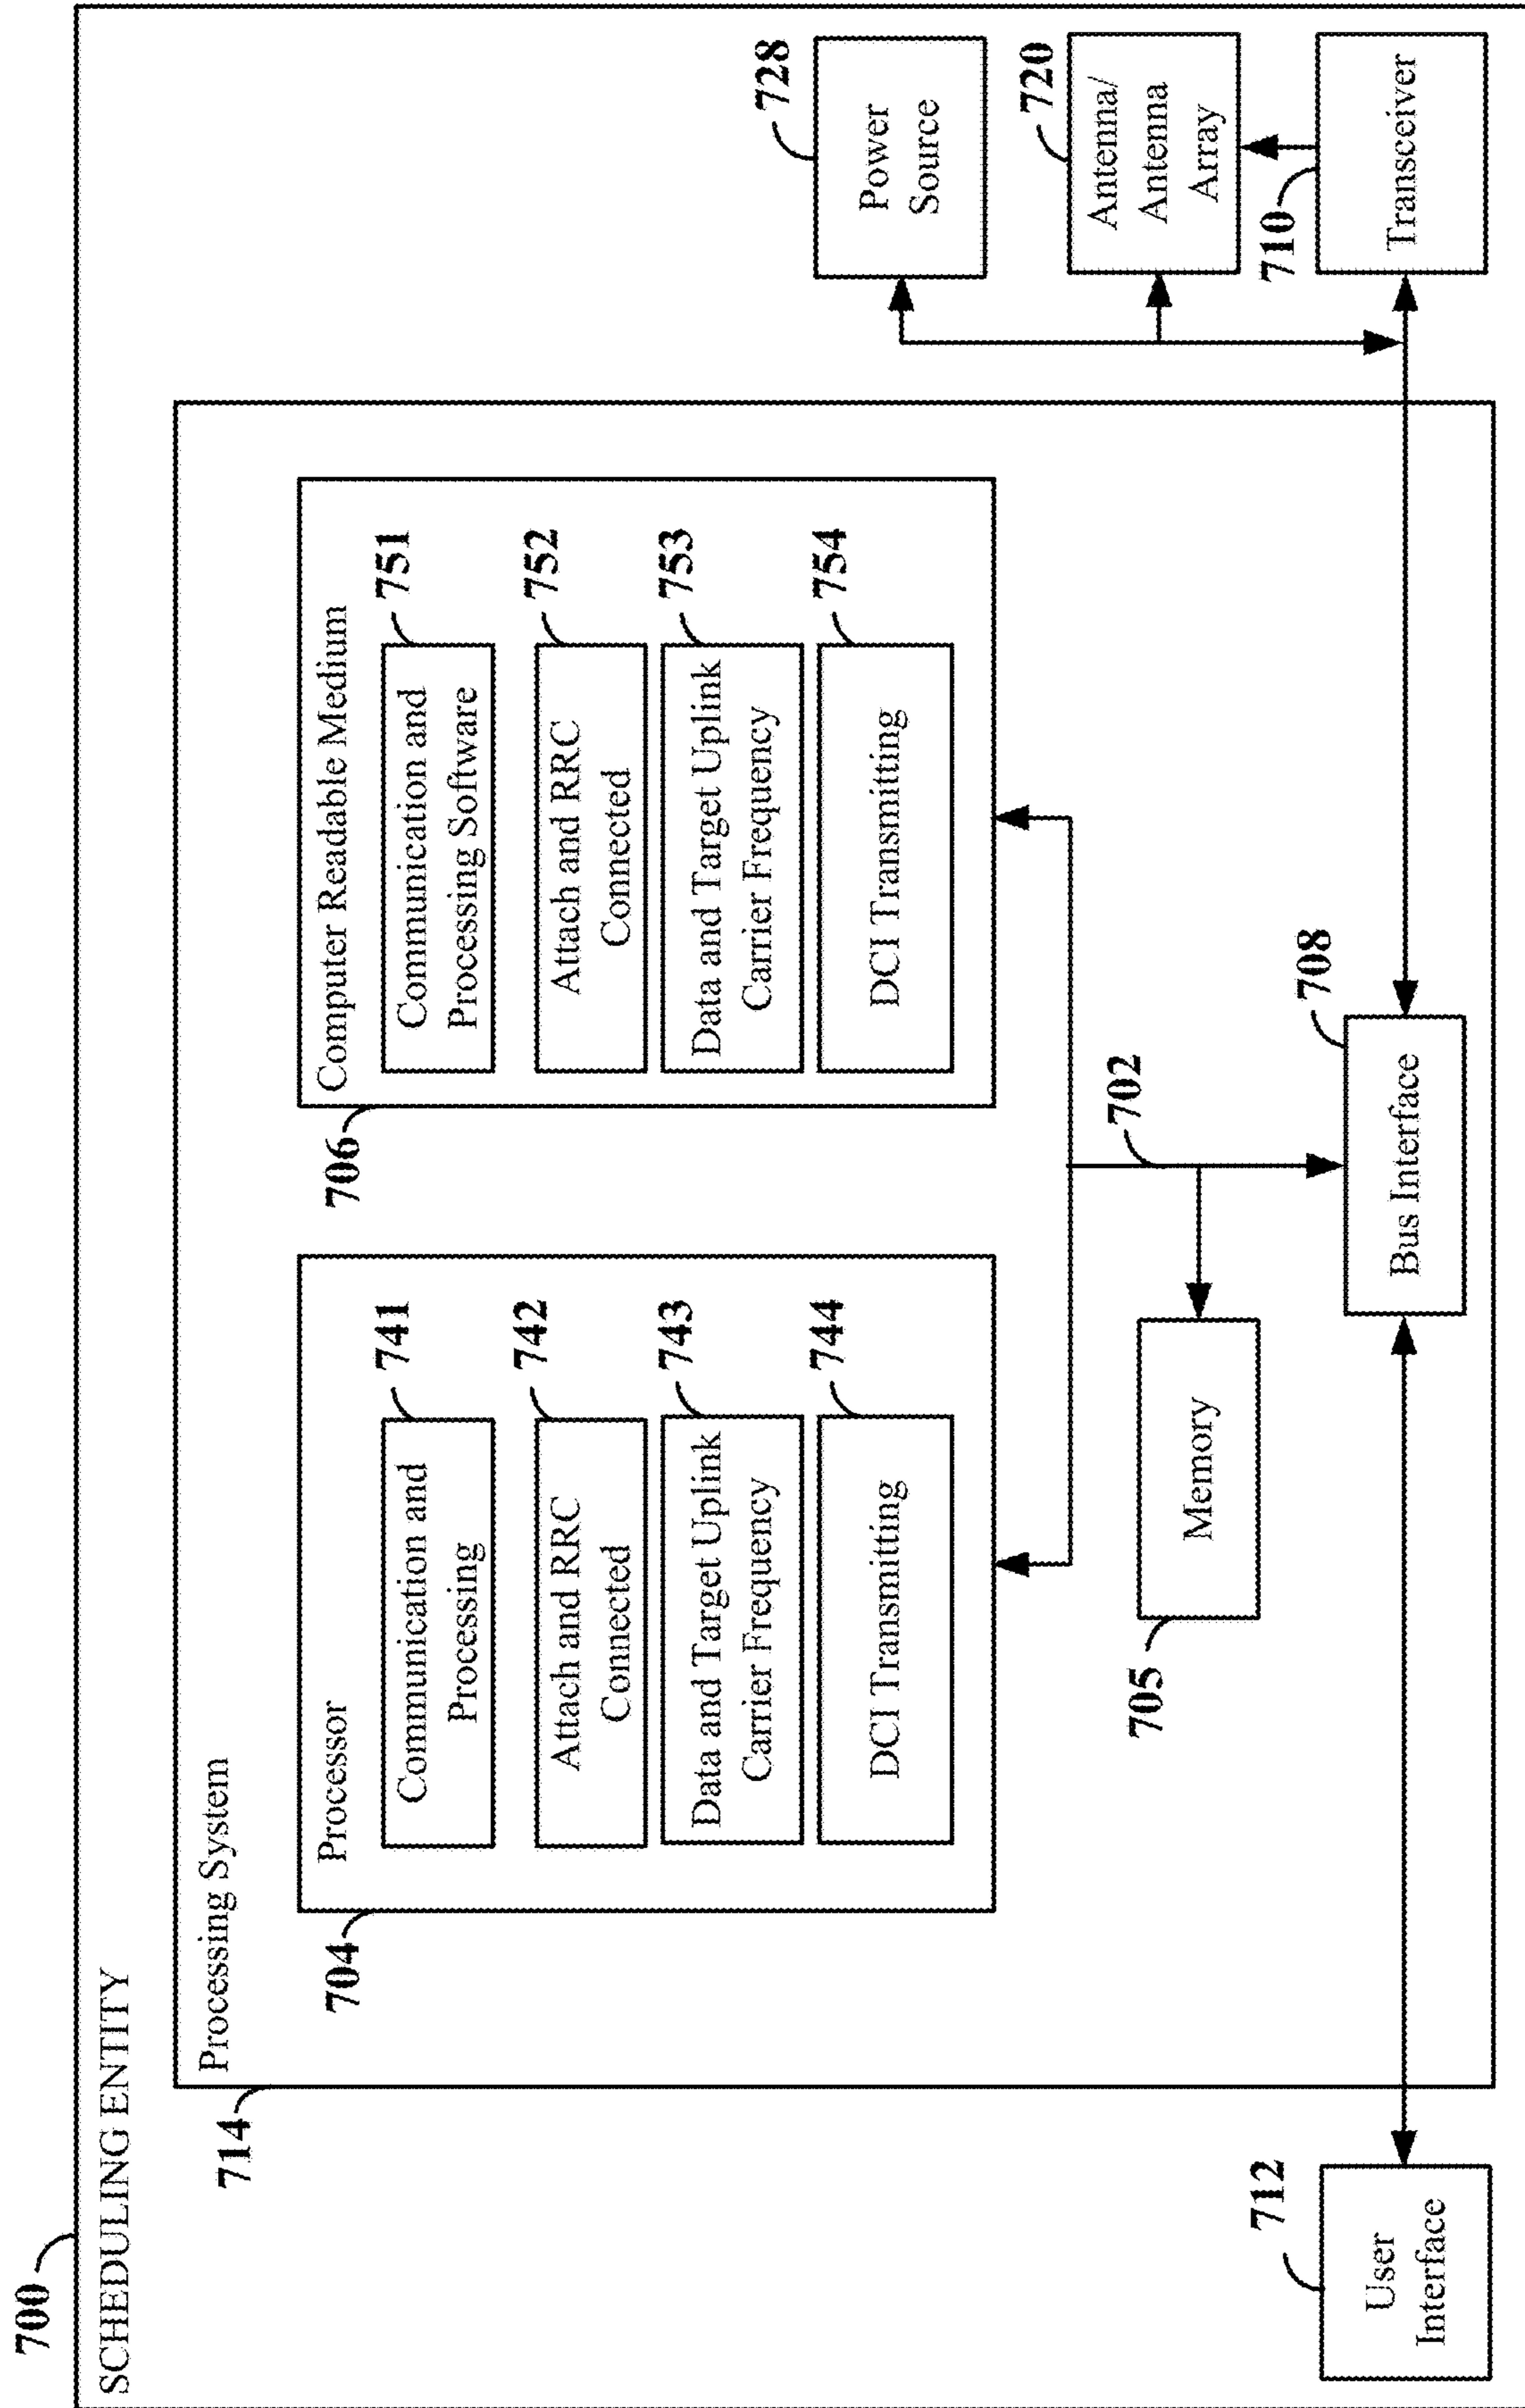 700
SCHEDULING ENTITY
714
Processing System
704
Processor
741
Communication and
Processing
742
Attach and RRC
Connected
743
Data and Target Uplink
Carrier Frequency
744
DCI Transmitting
706
Computer Readable Medium
751
Communication and
Processing Software
752
Attach and RRC
Connected
753
Data and Target Uplink
Carrier Frequency
754
DCI Transmitting
702
705
Memory
708
Bus Interface
712
User
Interface
728
Power
Source
720
Antenna/
Antenna
Array
710
Transceiver